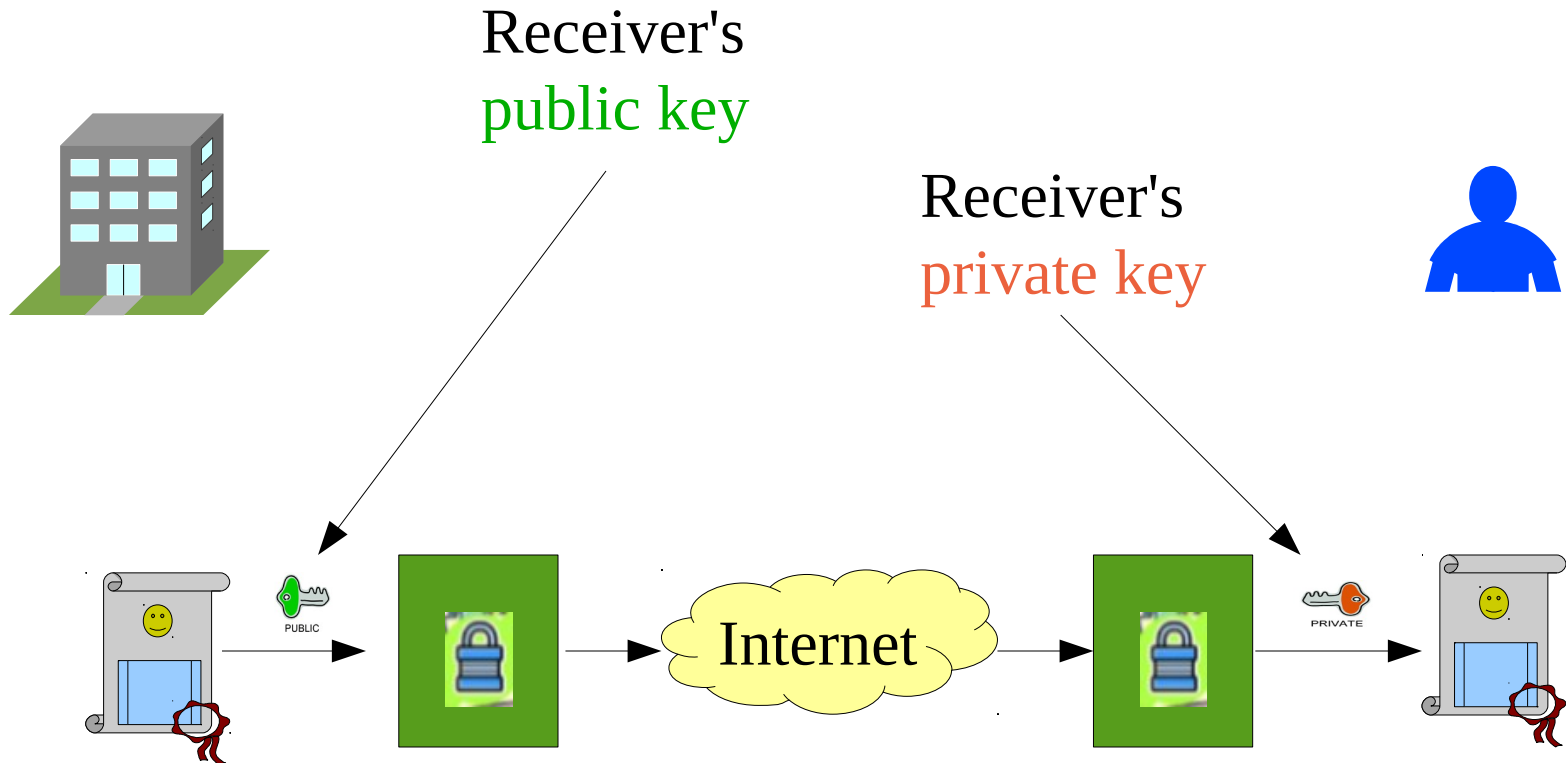 Receiver's
public key
Receiver's
private key
PUBLIC
Internet
PRIVATE